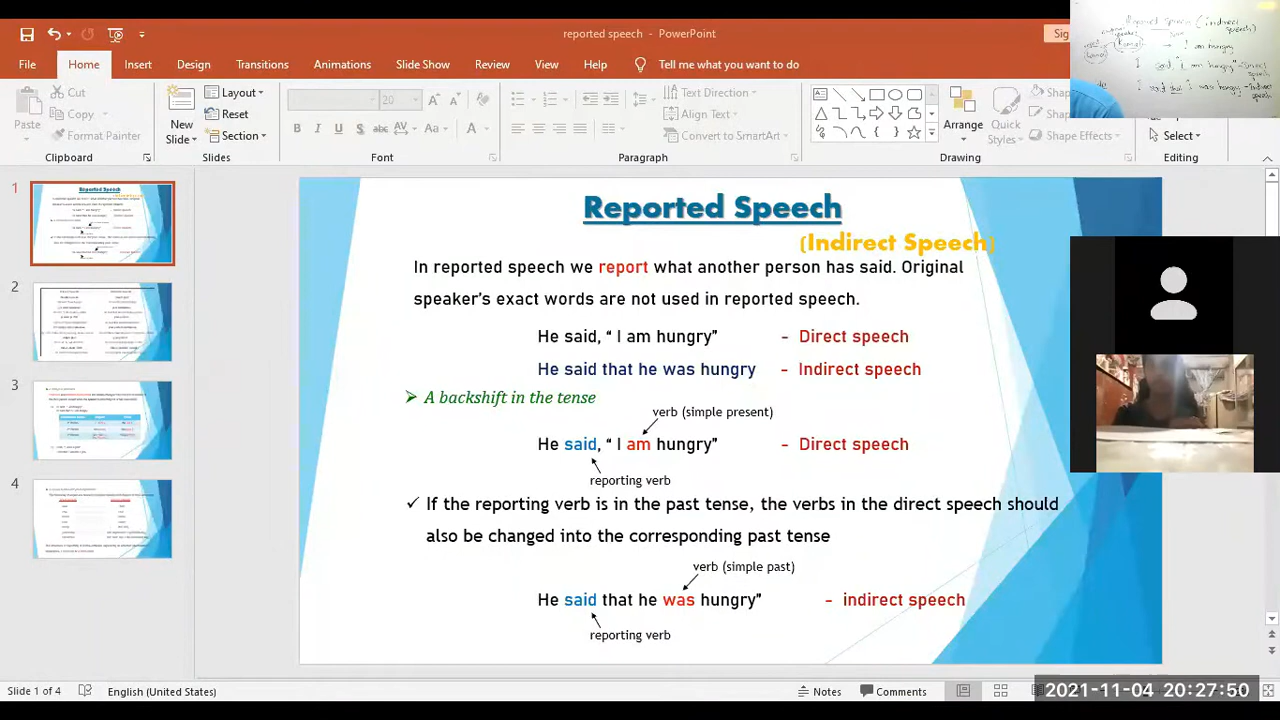 reported speech - PowerPoint
File Home Insert Design Transitions Animations Slide Show Review View Help Tell me what you want to do
Paste
Cut
Copy
Format Painter
Clipboard
New Slide
Layout
Reset
Section
Slides
20
Font
Text Direction
Align Text
Convert to SmartArt
Paragraph
Arrange
Quick Styles
Shape Effects
Drawing
Select
Editing
1
2
3
4
Reported Speech
(Indirect Speech)
In reported speech we report what another person has said. Original
speaker's exact words are not used in reported speech.
He said, “ I am hungry” - Direct speech
He said that he was hungry - Indirect speech
➢ A backshift in the tense
verb (simple present)
He said, “ I am hungry” - Direct speech
reporting verb
✓ If the reporting verb is in the past tense, the verbs in the direct speech should
also be changed into the corresponding past tense
verb (simple past)
He said that he was hungry” - indirect speech
reporting verb
Slide 1 of 4 English (United States) Notes Comments
2021-11-04 20:27:50